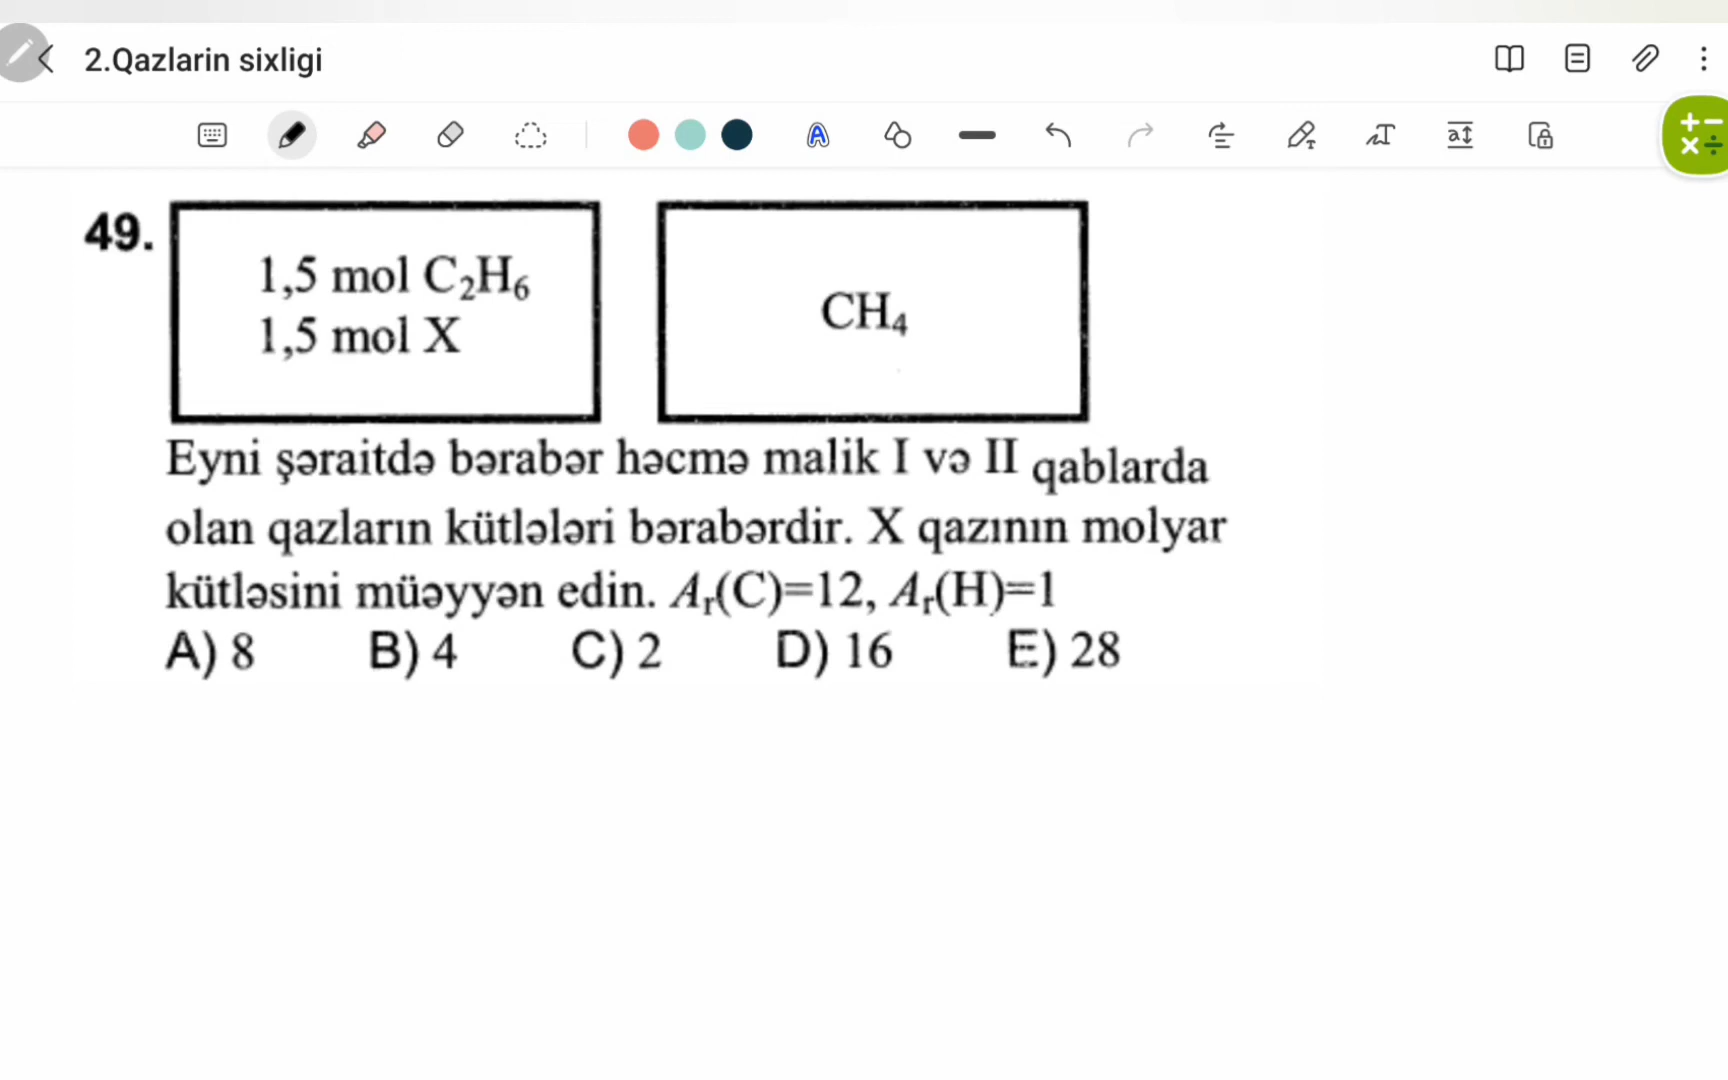 2.Qazlarin sixligi
49.
1,5 mol C₂H₆
1,5 mol X
CH₄
Eyni şəraitdə bərabər həcmə malik I və II qablarda
olan qazların kütlələri bərabərdir. X qazının molyar
kütləsini müəyyən edin. Aᵣ(C)=12, Aᵣ(H)=1
A) 8 B) 4 C) 2 D) 16 E) 28